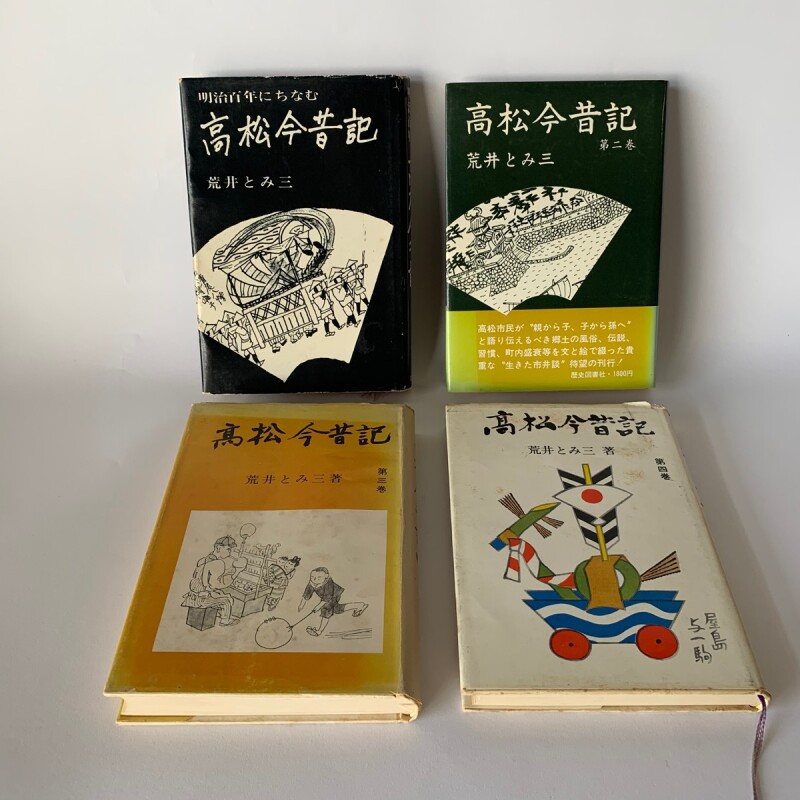 明治百年にちなむ
高松今昔記
荒井とみ三
高松今昔記
第二巻
荒井とみ三
高松市民が“親から子、子から孫へ”
と語り伝えるべき郷土の風俗、伝説、
習慣、町内盛衰等を文と絵で綴った貴
重な“生きた市井談”待望の刊行！
歴史図書社・1800円
高松今昔記
荒井とみ三著
第三巻
高松今昔記
荒井とみ三 著
第四巻
屋島
与一駒